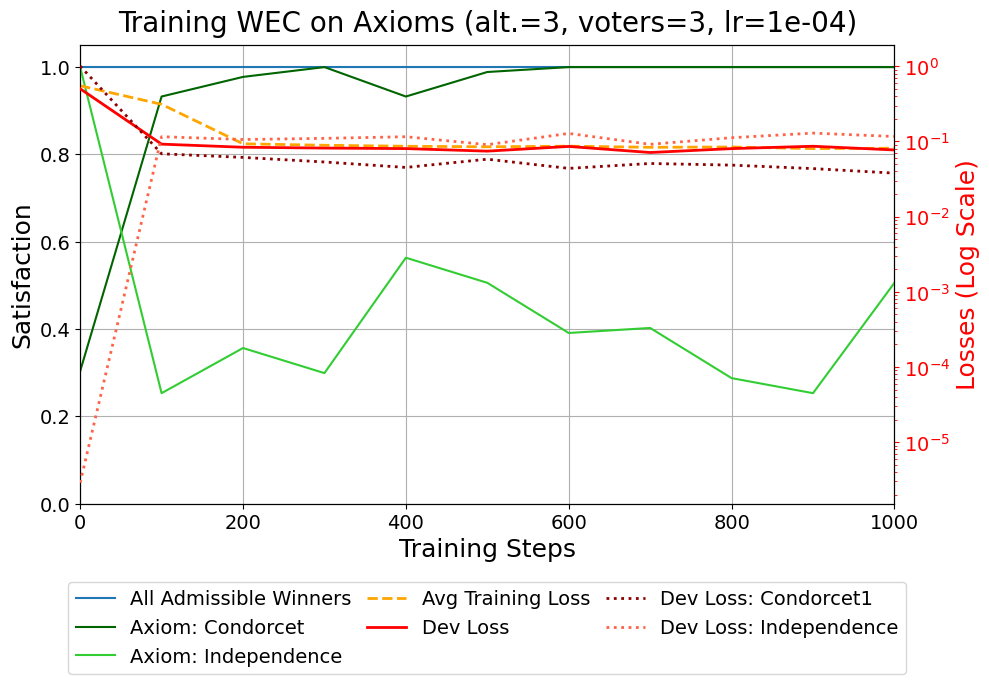 Training WEC on Axioms (alt.=3, voters=3, lr=1e-04)
Satisfaction
1.0
0.8
0.6
0.4
0.2
0.0
0 200 400 600 800 1000
Training Steps
10^0
10^-1
10^-2
10^-3
10^-4
10^-5
Losses (Log Scale)
All Admissible Winners
Axiom: Condorcet
Axiom: Independence
Avg Training Loss
Dev Loss
Dev Loss: Condorcet1
Dev Loss: Independence